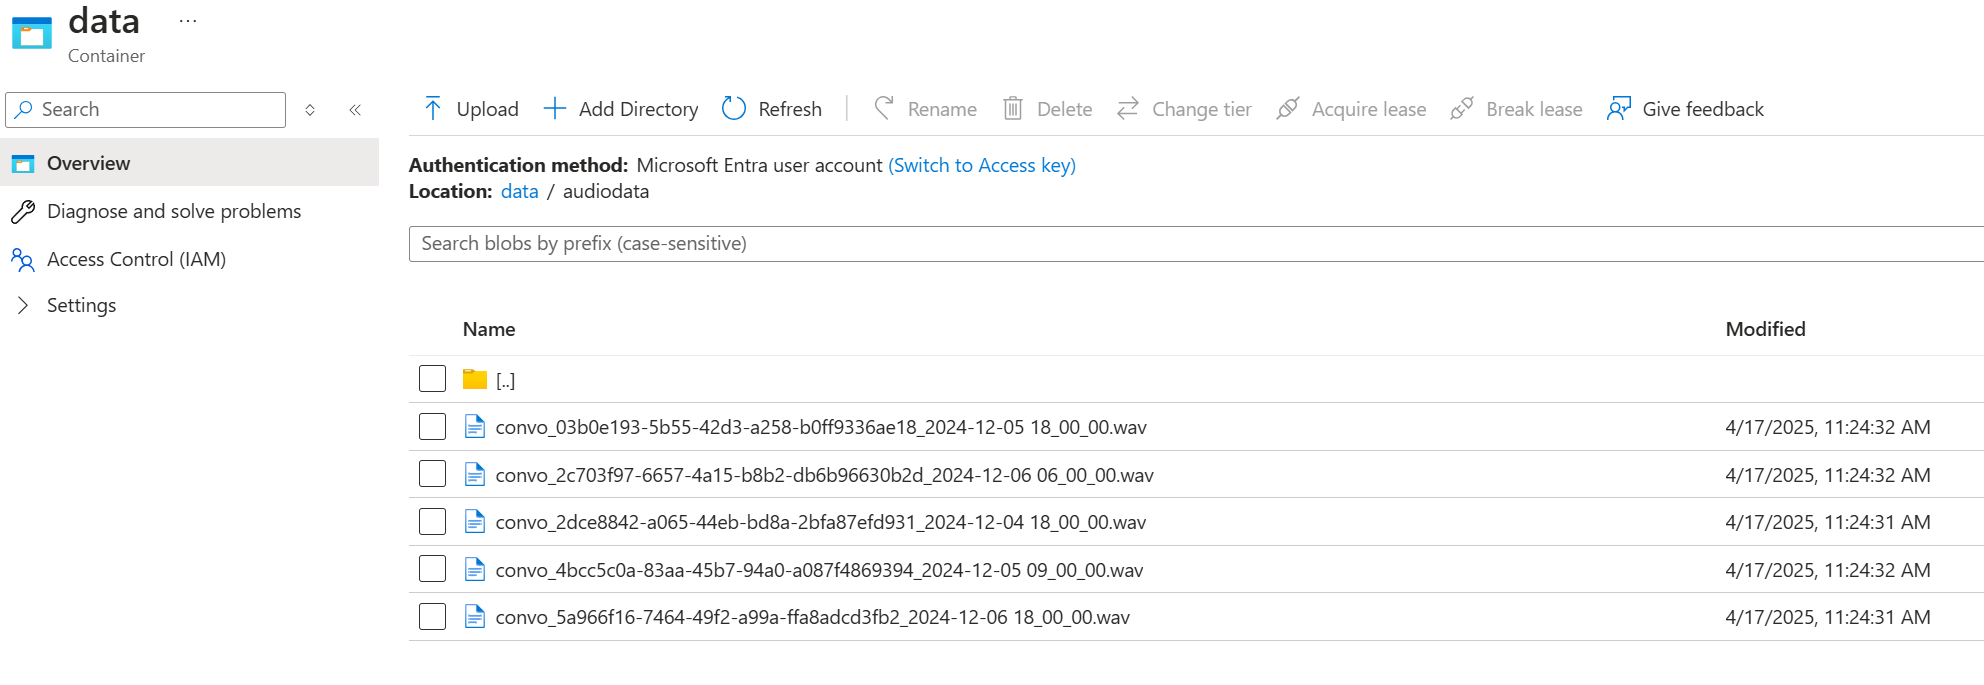 data ...
Container
Search
Overview
Diagnose and solve problems
Access Control (IAM)
Settings
Upload Add Directory Refresh Rename Delete Change tier Acquire lease Break lease Give feedback
Authentication method: Microsoft Entra user account (Switch to Access key)
Location: data / audiodata
Search blobs by prefix (case-sensitive)
Name Modified
[..]
convo_03b0e193-5b55-42d3-a258-b0ff9336ae18_2024-12-05 18_00_00.wav 4/17/2025, 11:24:32 AM
convo_2c703f97-6657-4a15-b8b2-db6b96630b2d_2024-12-06 06_00_00.wav 4/17/2025, 11:24:32 AM
convo_2dce8842-a065-44eb-bd8a-2bfa87efd931_2024-12-04 18_00_00.wav 4/17/2025, 11:24:31 AM
convo_4bcc5c0a-83aa-45b7-94a0-a087f4869394_2024-12-05 09_00_00.wav 4/17/2025, 11:24:32 AM
convo_5a966f16-7464-49f2-a99a-ffa8adcd3fb2_2024-12-06 18_00_00.wav 4/17/2025, 11:24:31 AM